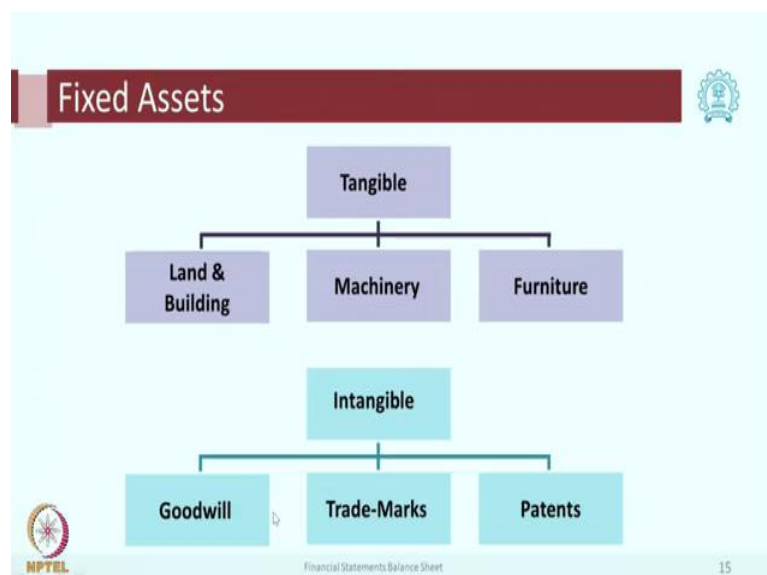 Fixed Assets
Tangible
Land &
Building
Machinery
Furniture
Intangible
Goodwill
Trade-Marks
Patents
NPTEL
Financial Statements Balance Sheet
15